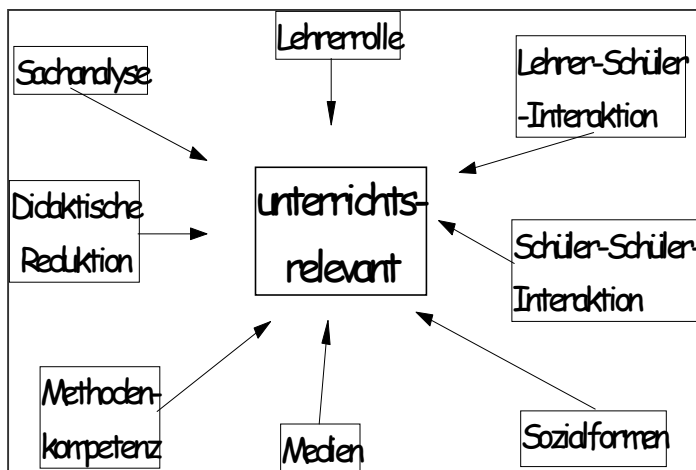 Lehrerrolle
Sachanalyse
Lehrer-Schüler
-Interaktion
unterrichts-
relevant
Didaktische
Reduktion
Schüler-Schüler-
Interaktion
Methoden-
kompetenz
Medien
Sozialformen